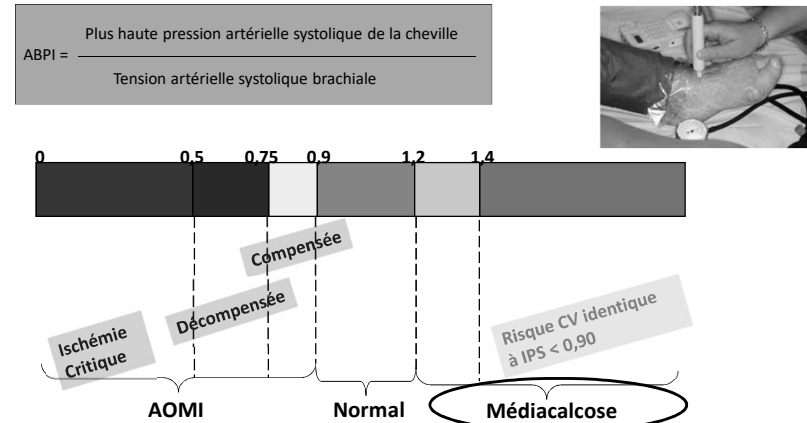 Plus haute pression artérielle systolique de la cheville
ABPI =
Tension artérielle systolique brachiale
0 0,5 0,75 0,9 1,2 1,4
Compensée
Décompensée
Ischémie
Critique
Risque CV identique
à IPS < 0,90
AOMI Normal Médiacalcose